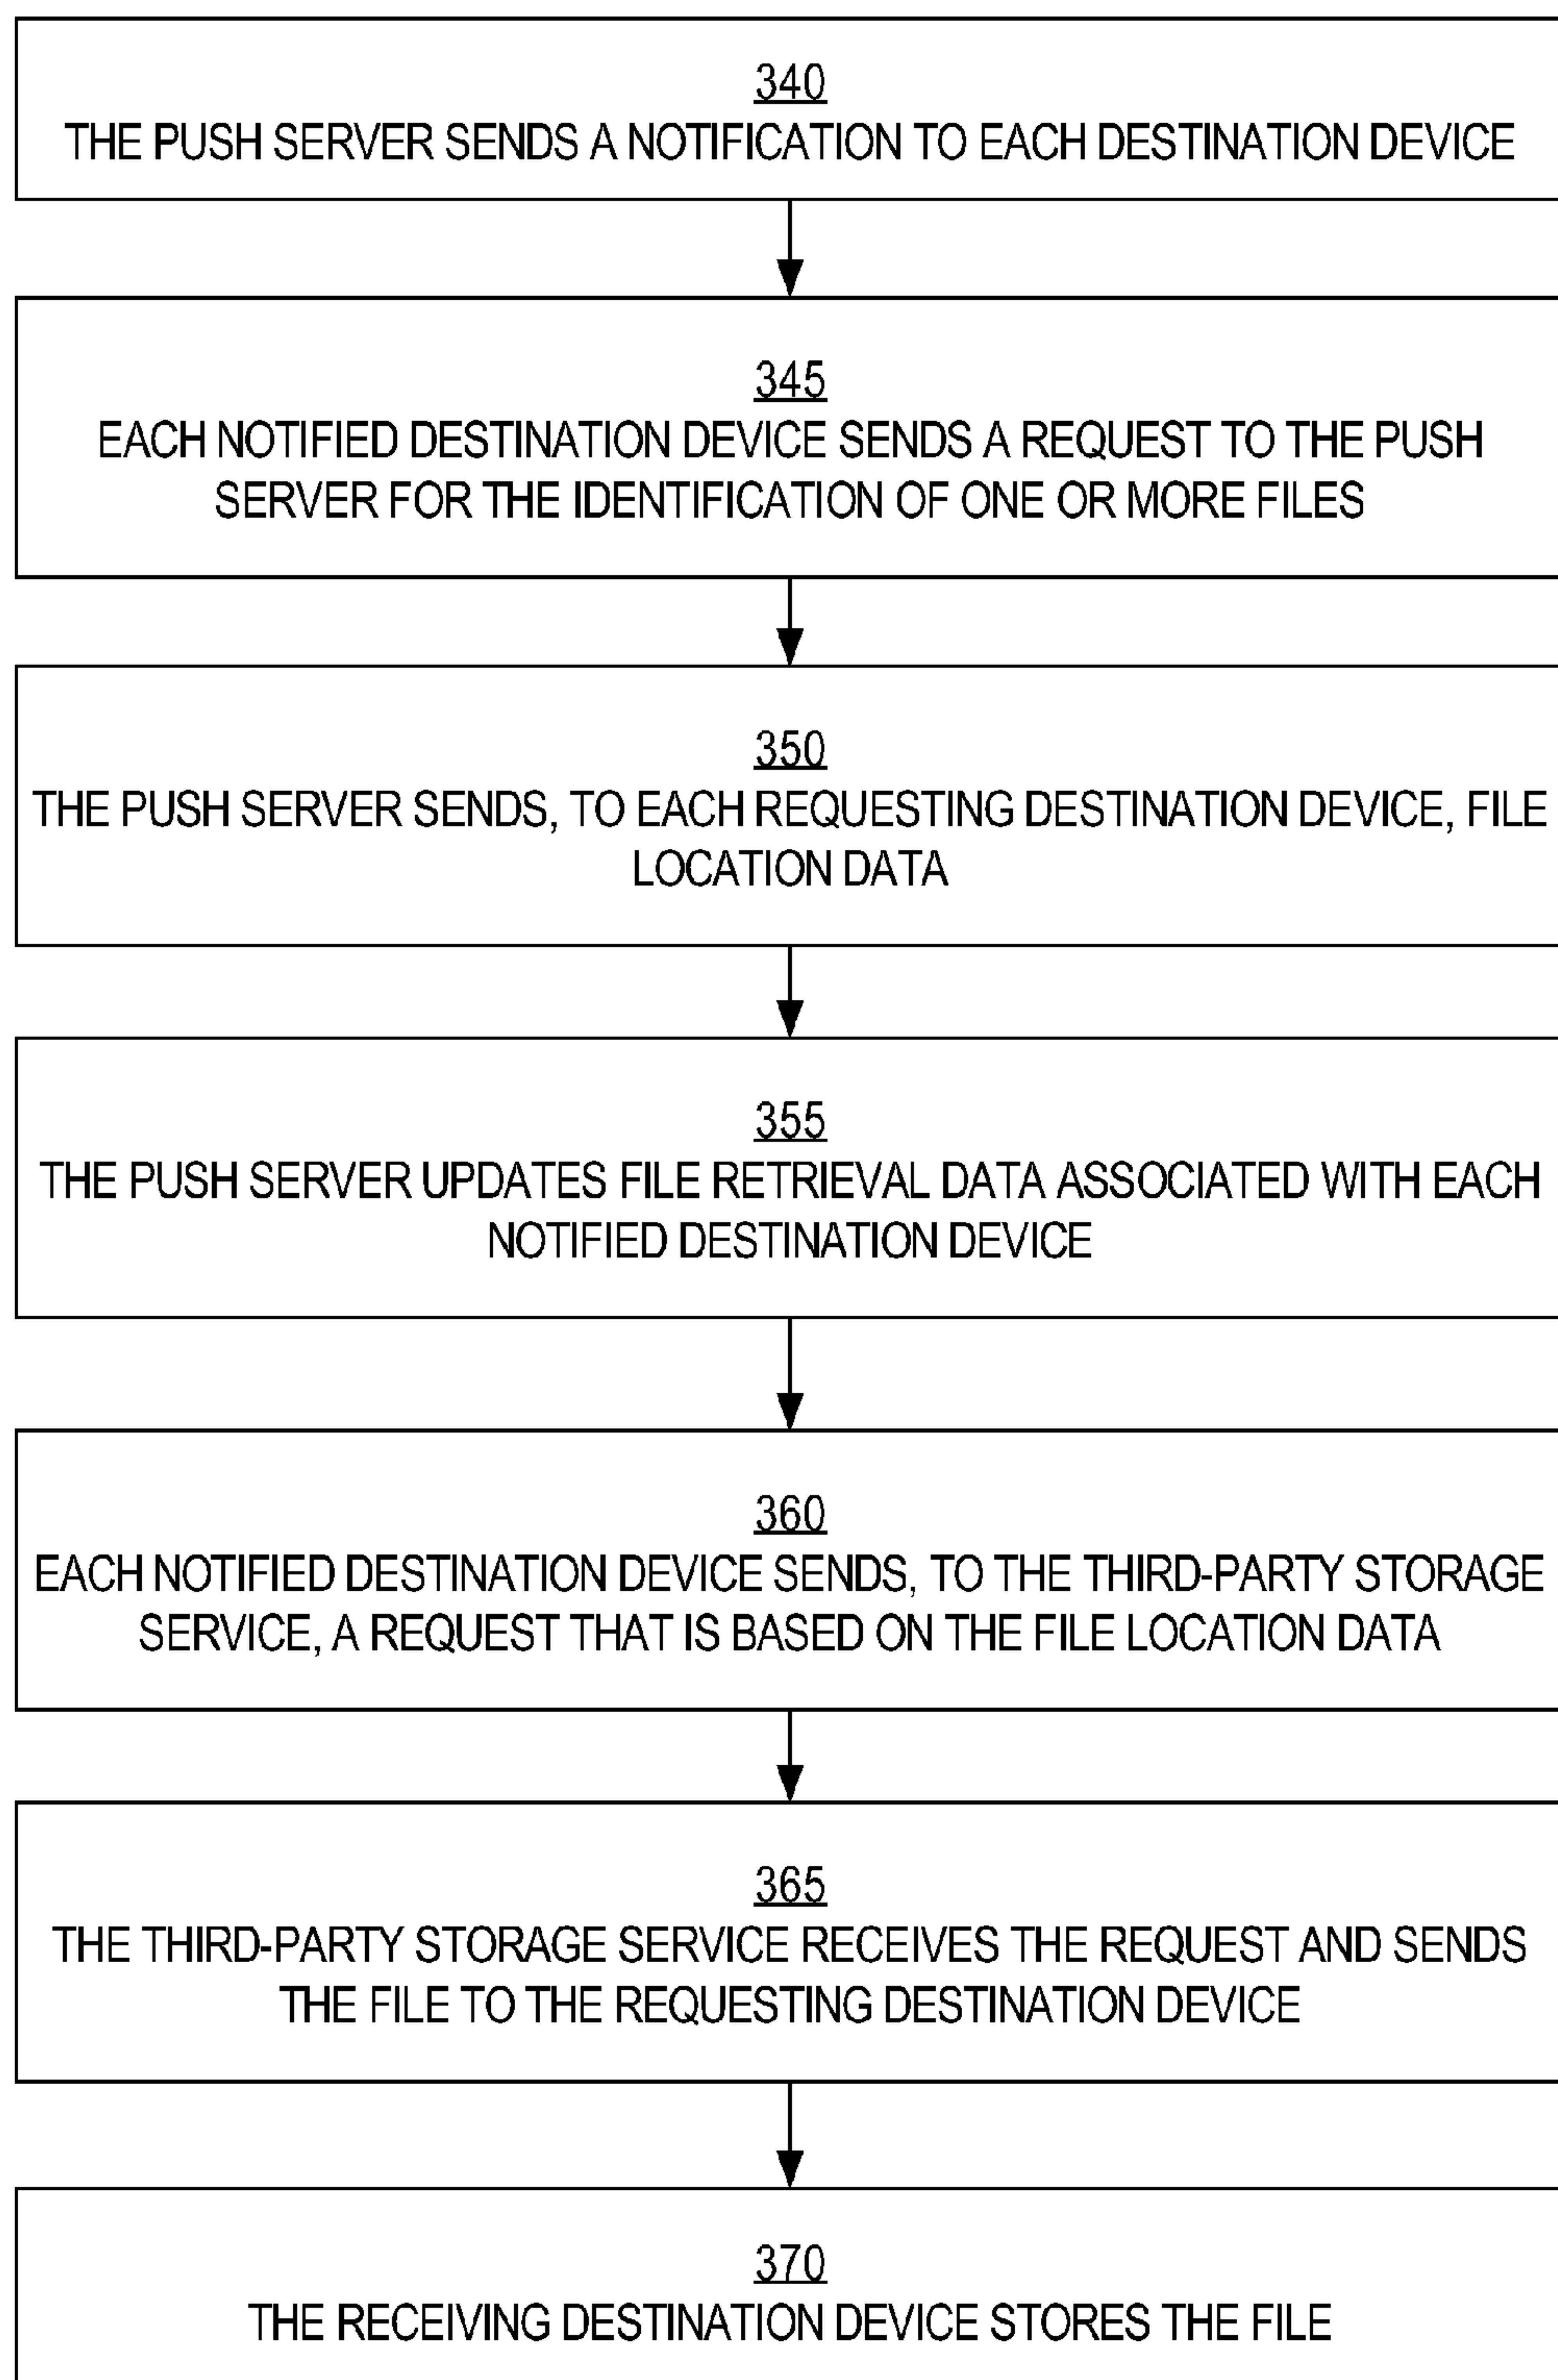 340
THE PUSH SERVER SENDS A NOTIFICATION TO EACH DESTINATION DEVICE
345
EACH NOTIFIED DESTINATION DEVICE SENDS A REQUEST TO THE PUSH
SERVER FOR THE IDENTIFICATION OF ONE OR MORE FILES
350
THE PUSH SERVER SENDS, TO EACH REQUESTING DESTINATION DEVICE, FILE
LOCATION DATA
355
THE PUSH SERVER UPDATES FILE RETRIEVAL DATA ASSOCIATED WITH EACH
NOTIFIED DESTINATION DEVICE
360
EACH NOTIFIED DESTINATION DEVICE SENDS, TO THE THIRD-PARTY STORAGE
SERVICE, A REQUEST THAT IS BASED ON THE FILE LOCATION DATA
365
THE THIRD-PARTY STORAGE SERVICE RECEIVES THE REQUEST AND SENDS
THE FILE TO THE REQUESTING DESTINATION DEVICE
370
THE RECEIVING DESTINATION DEVICE STORES THE FILE